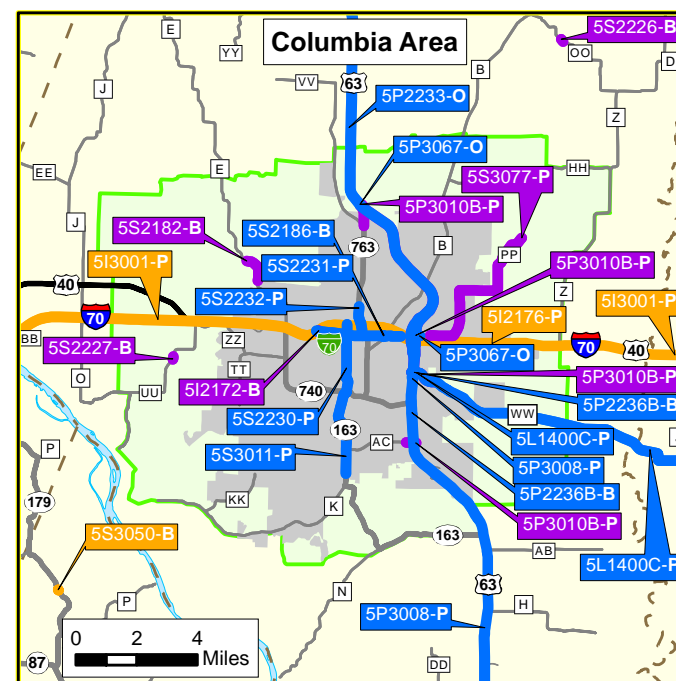 5S2226-B
E
YY
Columbia Area
OO
D
VV
63
B
J
5P2233-O
Z
5P3067-O
EE
E
5S3077-P
HH
5P3010B-P
J
5S2182-B
5S2186-B
763
B
PP
5I3001-P
5S2231-P
5P3010B-P
40
5S2232-P
Z
5I2176-P
5I3001-P
70
BB
ZZ
70
5P3067-O
70
40
5S2227-B
TT
O
UU
5I2172-B
740
5P3010B-P
5P2236B-B
5S2230-P
WW
163
5L1400C-P
P
AC
5S3011-P
5P3008-P
179
KK
K
5P2236B-B
5P3010B-P
5S3050-B
163
AB
5L1400C-P
N
63
P
H
5P3008-P
0 2 4
Miles
87
DD